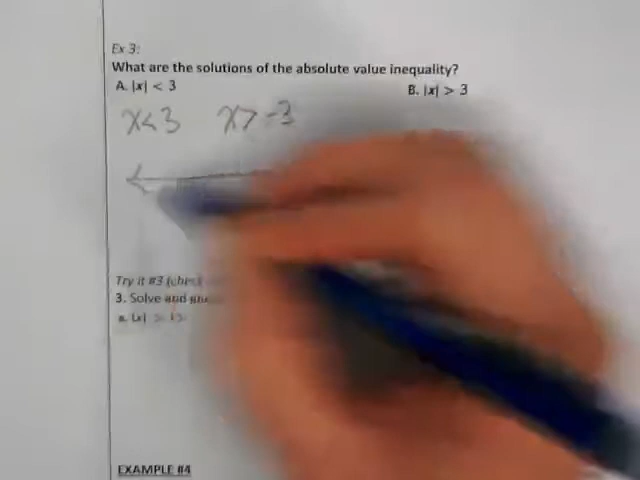 Ex 3:
What are the solutions of the absolute value inequality?
A. |x| < 3 B. |x| > 3
x<3 x>-3
Try it #3
3. Solve and
a. |x| >
EXAMPLE #4